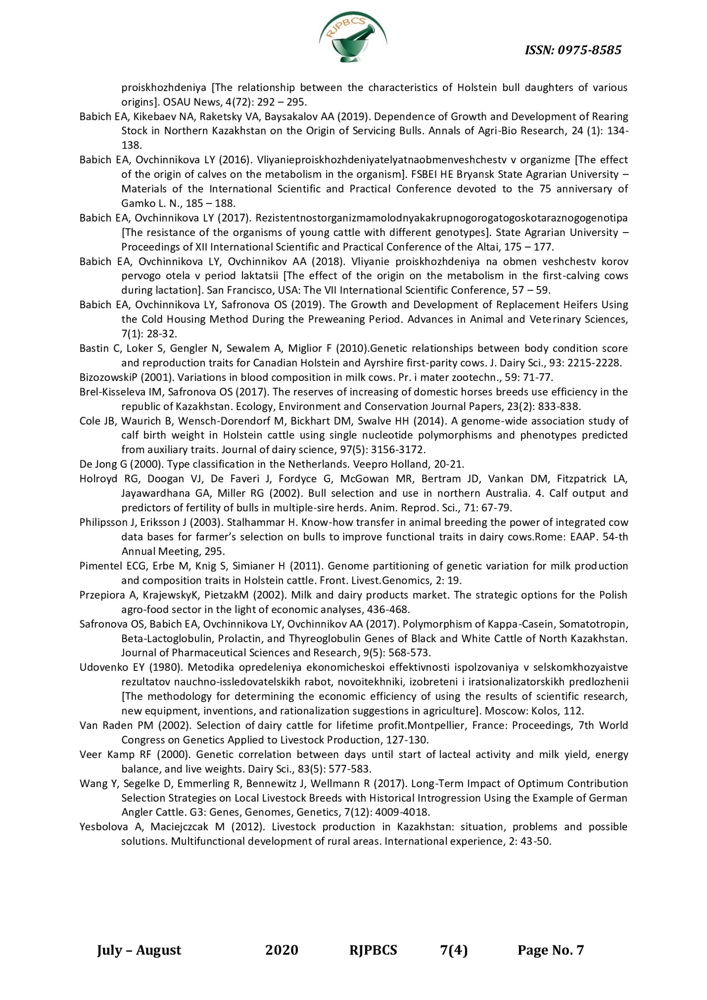 RJPBCS
ISSN: 0975-8585
proiskhozhdeniya [The relationship between the characteristics of Holstein bull daughters of various
origins]. OSAU News, 4(72): 292 – 295.
Babich EA, Kikebaev NA, Raketsky VA, Baysakalov AA (2019). Dependence of Growth and Development of Rearing
Stock in Northern Kazakhstan on the Origin of Servicing Bulls. Annals of Agri-Bio Research, 24 (1): 134-
138.
Babich EA, Ovchinnikova LY (2016). Vliyanieproiskhozhdeniyatelyatnaobmenveshchestv v organizme [The effect
of the origin of calves on the metabolism in the organism]. FSBEI HE Bryansk State Agrarian University –
Materials of the International Scientific and Practical Conference devoted to the 75 anniversary of
Gamko L. N., 185 – 188.
Babich EA, Ovchinnikova LY (2017). Rezistentnostorganizmamolodnyakakrupnogorogatogoskotaraznogogenotipa
[The resistance of the organisms of young cattle with different genotypes]. State Agrarian University –
Proceedings of XII International Scientific and Practical Conference of the Altai, 175 – 177.
Babich EA, Ovchinnikova LY, Ovchinnikov AA (2018). Vliyanie proiskhozhdeniya na obmen veshchestv korov
pervogo otela v period laktatsii [The effect of the origin on the metabolism in the first-calving cows
during lactation]. San Francisco, USA: The VII International Scientific Conference, 57 – 59.
Babich EA, Ovchinnikova LY, Safronova OS (2019). The Growth and Development of Replacement Heifers Using
the Cold Housing Method During the Preweaning Period. Advances in Animal and Veterinary Sciences,
7(1): 28-32.
Bastin C, Loker S, Gengler N, Sewalem A, Miglior F (2010).Genetic relationships between body condition score
and reproduction traits for Canadian Holstein and Ayrshire first-parity cows. J. Dairy Sci., 93: 2215-2228.
BizozowskiP (2001). Variations in blood composition in milk cows. Pr. i mater zootechn., 59: 71-77.
Brel-Kisseleva IM, Safronova OS (2017). The reserves of increasing of domestic horses breeds use efficiency in the
republic of Kazakhstan. Ecology, Environment and Conservation Journal Papers, 23(2): 833-838.
Cole JB, Waurich B, Wensch-Dorendorf M, Bickhart DM, Swalve HH (2014). A genome-wide association study of
calf birth weight in Holstein cattle using single nucleotide polymorphisms and phenotypes predicted
from auxiliary traits. Journal of dairy science, 97(5): 3156-3172.
De Jong G (2000). Type classification in the Netherlands. Veepro Holland, 20-21.
Holroyd RG, Doogan VJ, De Faveri J, Fordyce G, McGowan MR, Bertram JD, Vankan DM, Fitzpatrick LA,
Jayawardhana GA, Miller RG (2002). Bull selection and use in northern Australia. 4. Calf output and
predictors of fertility of bulls in multiple-sire herds. Anim. Reprod. Sci., 71: 67-79.
Philipsson J, Eriksson J (2003). Stalhammar H. Know-how transfer in animal breeding the power of integrated cow
data bases for farmer’s selection on bulls to improve functional traits in dairy cows.Rome: EAAP. 54-th
Annual Meeting, 295.
Pimentel ECG, Erbe M, Knig S, Simianer H (2011). Genome partitioning of genetic variation for milk production
and composition traits in Holstein cattle. Front. Livest.Genomics, 2: 19.
Przepiora A, KrajewskyK, PietzakM (2002). Milk and dairy products market. The strategic options for the Polish
agro-food sector in the light of economic analyses, 436-468.
Safronova OS, Babich EA, Ovchinnikova LY, Ovchinnikov AA (2017). Polymorphism of Kappa-Casein, Somatotropin,
Beta-Lactoglobulin, Prolactin, and Thyreoglobulin Genes of Black and White Cattle of North Kazakhstan.
Journal of Pharmaceutical Sciences and Research, 9(5): 568-573.
Udovenko EY (1980). Metodika opredeleniya ekonomicheskoi effektivnosti ispolzovaniya v selskomkhozyaistve
rezultatov nauchno-issledovatelskikh rabot, novoitekhniki, izobreteni i iratsionalizatorskikh predlozhenii
[The methodology for determining the economic efficiency of using the results of scientific research,
new equipment, inventions, and rationalization suggestions in agriculture]. Moscow: Kolos, 112.
Van Raden PM (2002). Selection of dairy cattle for lifetime profit.Montpellier, France: Proceedings, 7th World
Congress on Genetics Applied to Livestock Production, 127-130.
Veer Kamp RF (2000). Genetic correlation between days until start of lacteal activity and milk yield, energy
balance, and live weights. Dairy Sci., 83(5): 577-583.
Wang Y, Segelke D, Emmerling R, Bennewitz J, Wellmann R (2017). Long-Term Impact of Optimum Contribution
Selection Strategies on Local Livestock Breeds with Historical Introgression Using the Example of German
Angler Cattle. G3: Genes, Genomes, Genetics, 7(12): 4009-4018.
Yesbolova A, Maciejczcak M (2012). Livestock production in Kazakhstan: situation, problems and possible
solutions. Multifunctional development of rural areas. International experience, 2: 43-50.
July – August 2020 RJPBCS 7(4) Page No. 7